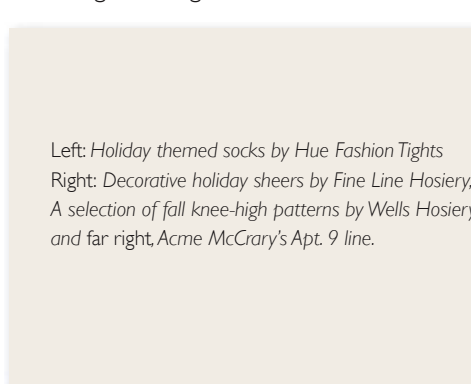 Left: Holiday themed socks by Hue Fashion Tights
Right: Decorative holiday sheers by Fine Line Hosiery,
A selection of fall knee-high patterns by Wells Hosiery
and far right, Acme McCrary's Apt. 9 line.